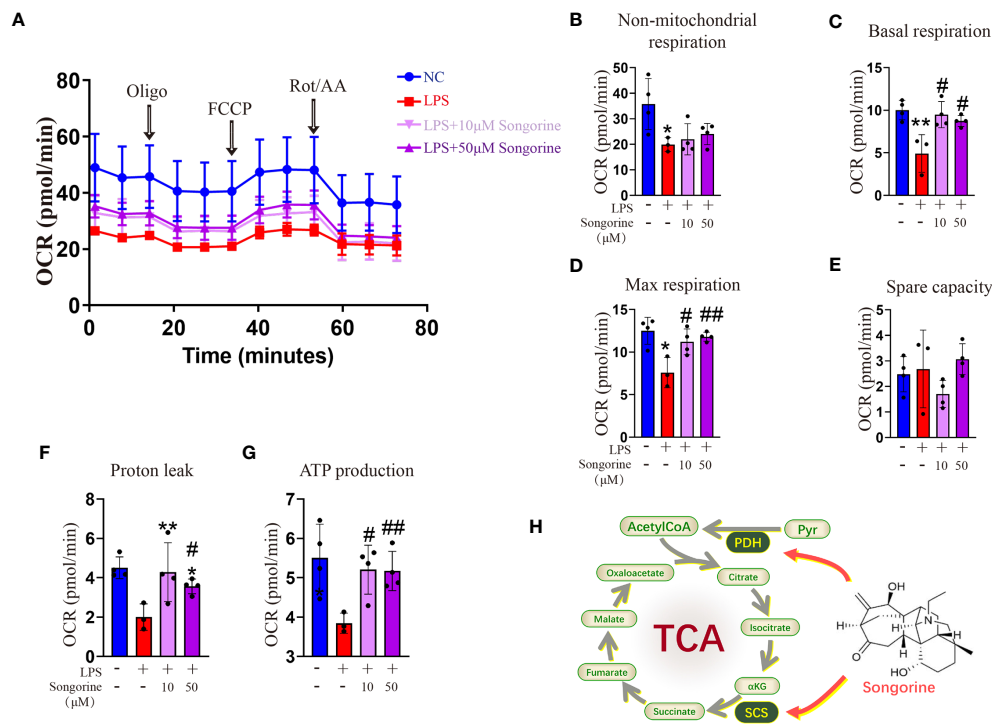 A
80
60
40
20
0
OCR (pmol/min)
0
20
40
60
80
Time (minutes)
Oligo
FCCP
Rot/AA
NC
LPS
LPS+10μM Songorine
LPS+50μM Songorine
B
Non-mitochondrial
respiration
OCR (pmol/min)
50
40
30
20
10
0
*
LPS - + + +
Songorine - - 10 50
(μM)
C
Basal respiration
OCR (pmol/min)
15
10
5
0
** # #
- + + +
- - 10 50
D
Max respiration
OCR (pmol/min)
15
10
5
0
* # ##
LPS - + + +
Songorine - - 10 50
(μM)
E
Spare capacity
OCR (pmol/min)
5
4
3
2
1
0
- + + +
- - 10 50
F
Proton leak
OCR (pmol/min)
8
6
4
2
0
**
#
*
LPS - + + +
Songorine - - 10 50
(μM)
G
ATP production
OCR (pmol/min)
7
6
5
4
3
# ##
*
- + + +
- - 10 50
H
AcetylCoA
Pyr
PDH
Oxaloacetate
Citrate
Malate
TCA
Isocitrate
Fumarate
αKG
Succinate
SCS
OH
N
H
H
H
O
HO
Songorine